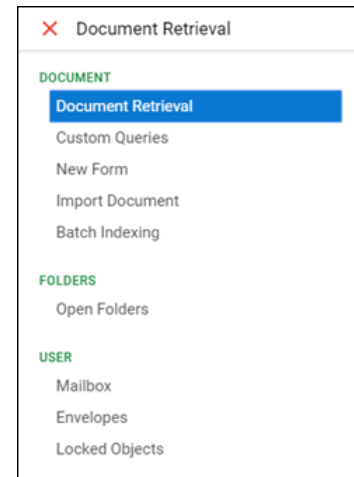 Document Retrieval
DOCUMENT
Document Retrieval
Custom Queries
New Form
Import Document
Batch Indexing
FOLDERS
Open Folders
USER
Mailbox
Envelopes
Locked Objects